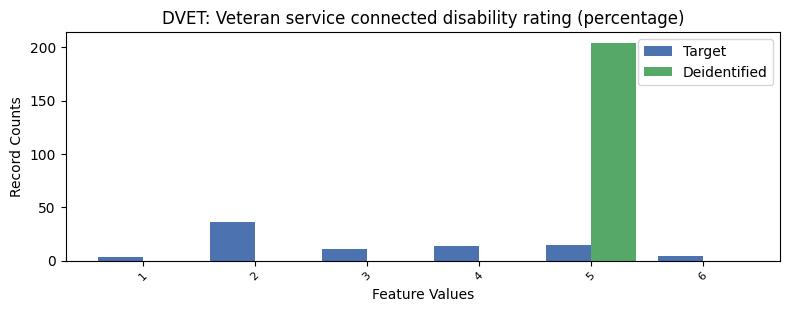 DVET: Veteran service connected disability rating (percentage)
Target
Deidentified
Record Counts
200
150
100
50
0
1
2
3
4
5
6
Feature Values